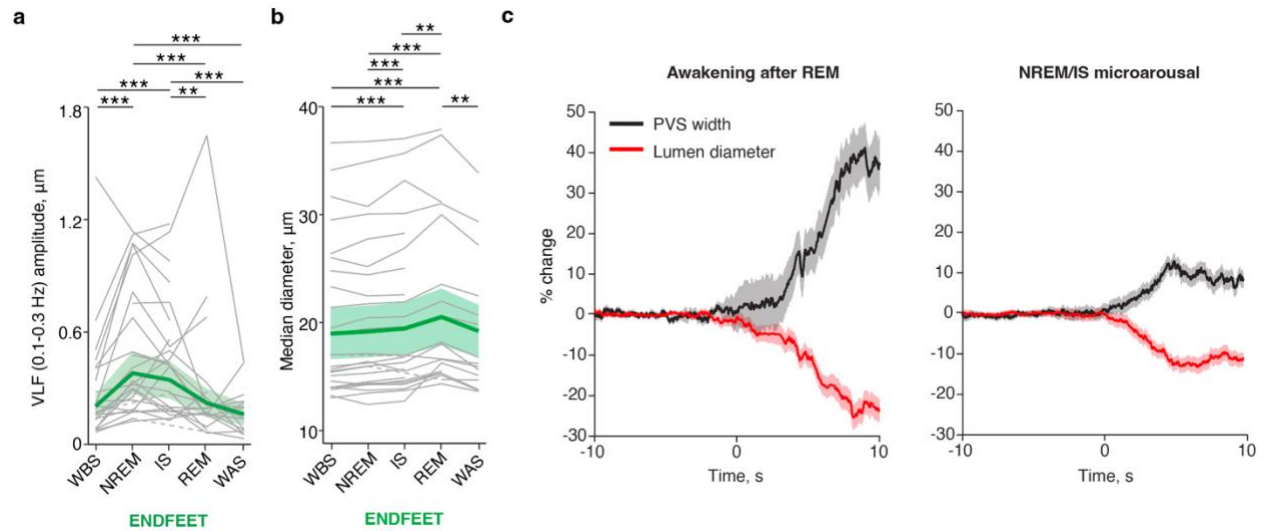 a
***
***
***
***
***
**
VLF (0.1-0.3 Hz) amplitude, µm
1.8
1.2
0.6
0
WBS
NREM
IS
REM
WAS
ENDFEET
b
**
***
***
***
***
**
Median diameter, µm
40
30
20
10
WBS
NREM
IS
REM
WAS
ENDFEET
c
Awakening after REM
PVS width
Lumen diameter
% change
50
40
30
20
10
0
-10
-20
-30
-10
0
10
Time, s
NREM/IS microarousal
50
40
30
20
10
0
-10
-20
-30
-10
0
10
Time, s